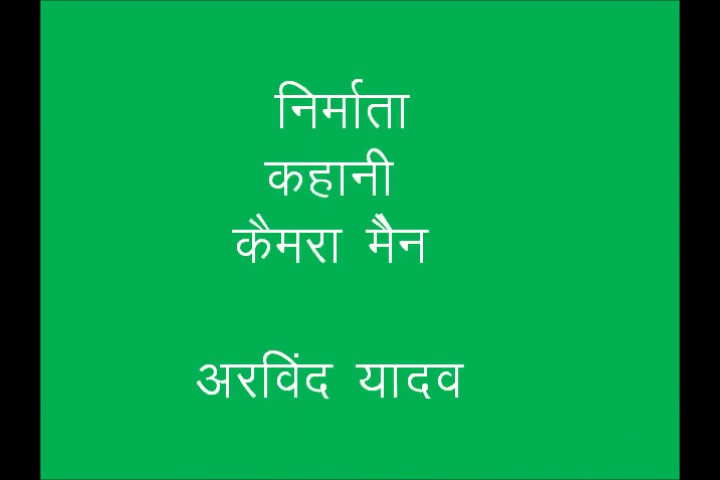 निर्माता
कहानी
कैमरा मैन
अरविंद यादव